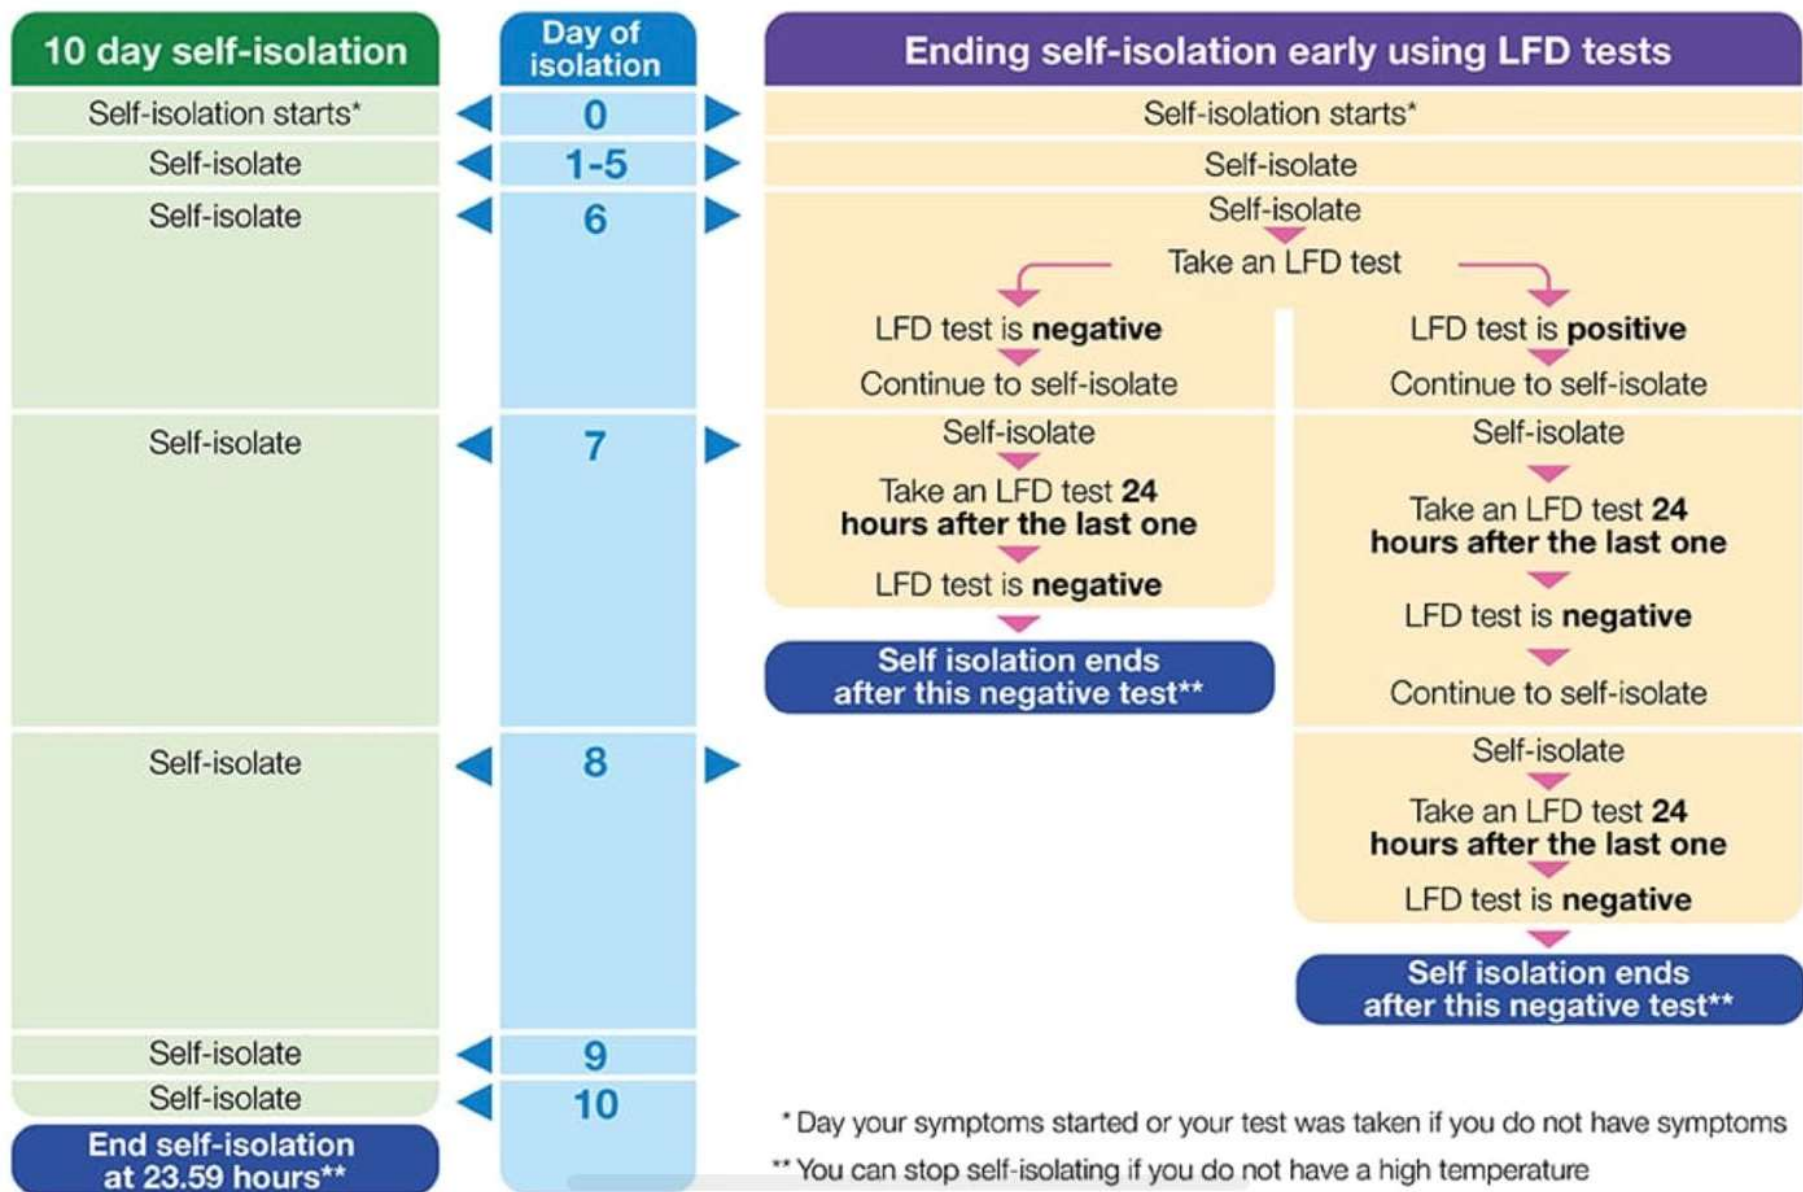 10 day self-isolation
Day of
isolation
Ending self-isolation early using LFD tests
Self-isolation starts*
0
Self-isolation starts*
Self-isolate
1-5
Self-isolate
Self-isolate
6
Self-isolate
Take an LFD test
LFD test is negative
LFD test is positive
Continue to self-isolate
Continue to self-isolate
Self-isolate
7
Self-isolate
Take an LFD test 24
hours after the last one
LFD test is negative
Self isolation ends
after this negative test**
Self-isolate
Take an LFD test 24
hours after the last one
LFD test is negative
Continue to self-isolate
Self-isolate
8
Self-isolate
Take an LFD test 24
hours after the last one
LFD test is negative
Self isolation ends
after this negative test**
Self-isolate
9
Self-isolate
10
End self-isolation
at 23.59 hours**
* Day your symptoms started or your test was taken if you do not have symptoms
** You can stop self-isolating if you do not have a high temperature